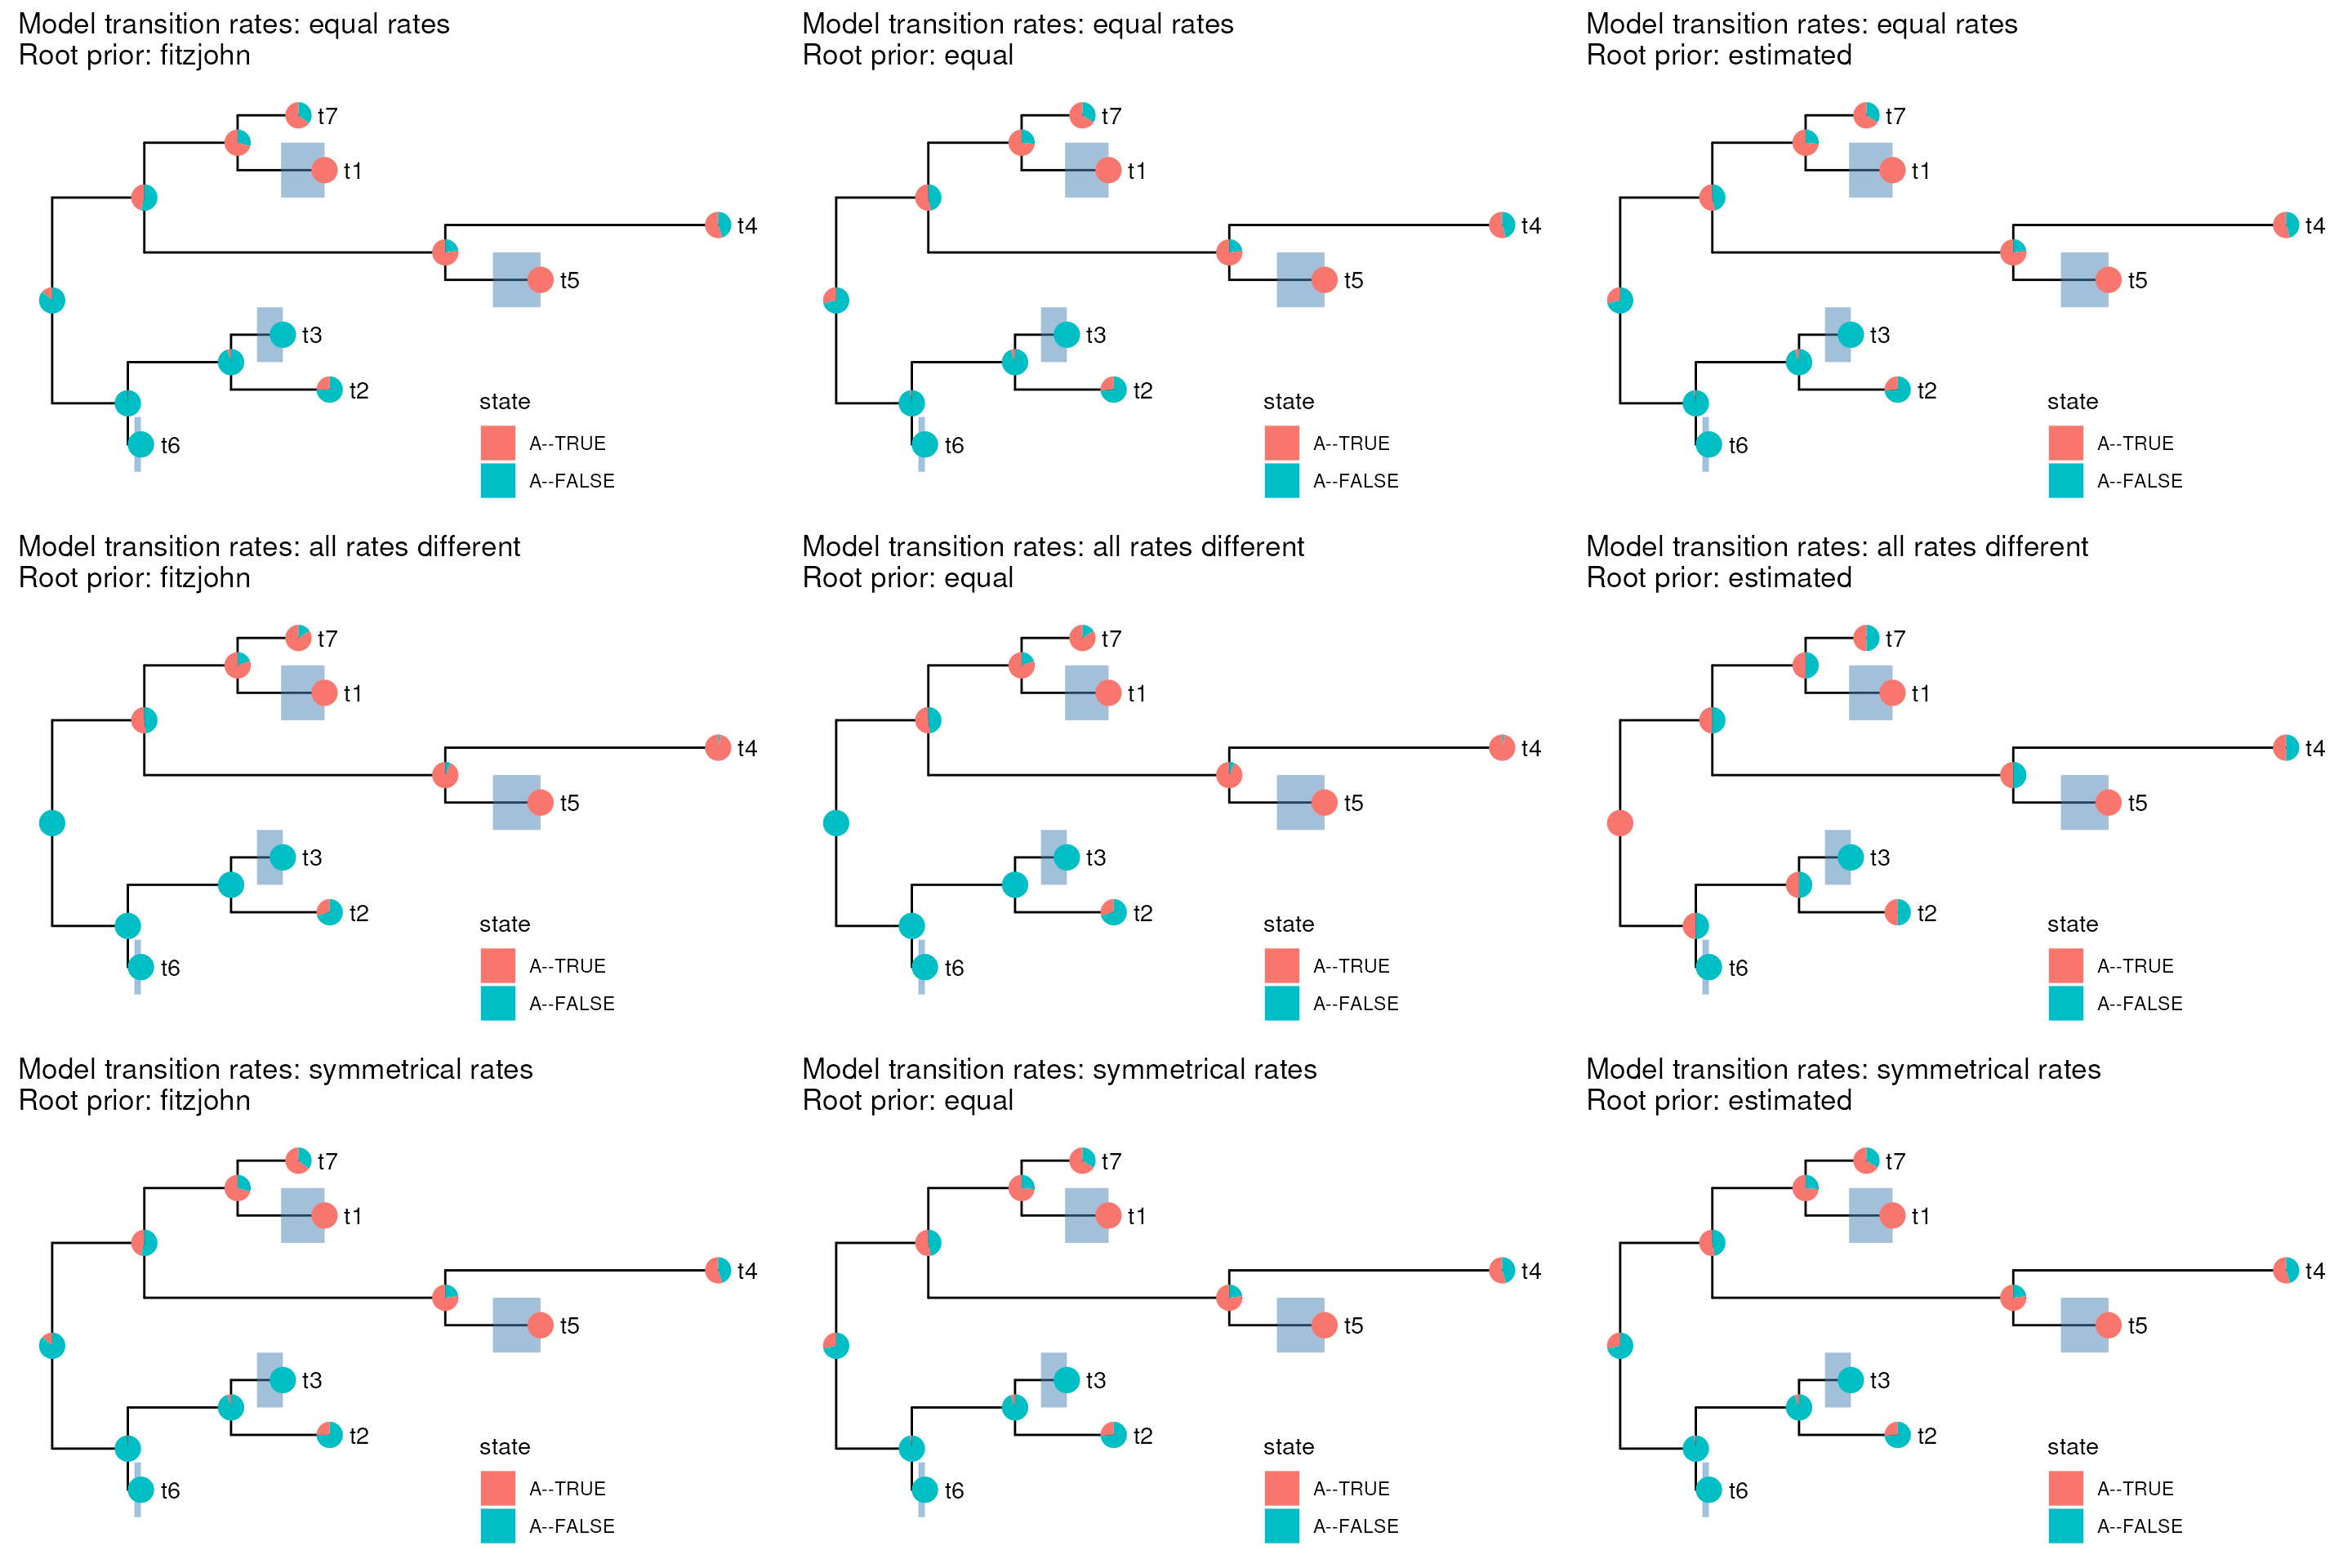 Model transition rates: equal rates
Root prior: fitzjohn
t7
t1
t4
t5
t3
t2
t6
state
A--TRUE
A--FALSE
Model transition rates: equal rates
Root prior: equal
t7
t1
t4
t5
t3
t2
t6
state
A--TRUE
A--FALSE
Model transition rates: equal rates
Root prior: estimated
t7
t1
t4
t5
t3
t2
t6
state
A--TRUE
A--FALSE
Model transition rates: all rates different
Root prior: fitzjohn
t7
t1
t4
t5
t3
t2
t6
state
A--TRUE
A--FALSE
Model transition rates: all rates different
Root prior: equal
t7
t1
t4
t5
t3
t2
t6
state
A--TRUE
A--FALSE
Model transition rates: all rates different
Root prior: estimated
t7
t1
t4
t5
t3
t2
t6
state
A--TRUE
A--FALSE
Model transition rates: symmetrical rates
Root prior: fitzjohn
t7
t1
t4
t5
t3
t2
t6
state
A--TRUE
A--FALSE
Model transition rates: symmetrical rates
Root prior: equal
t7
t1
t4
t5
t3
t2
t6
state
A--TRUE
A--FALSE
Model transition rates: symmetrical rates
Root prior: estimated
t7
t1
t4
t5
t3
t2
t6
state
A--TRUE
A--FALSE